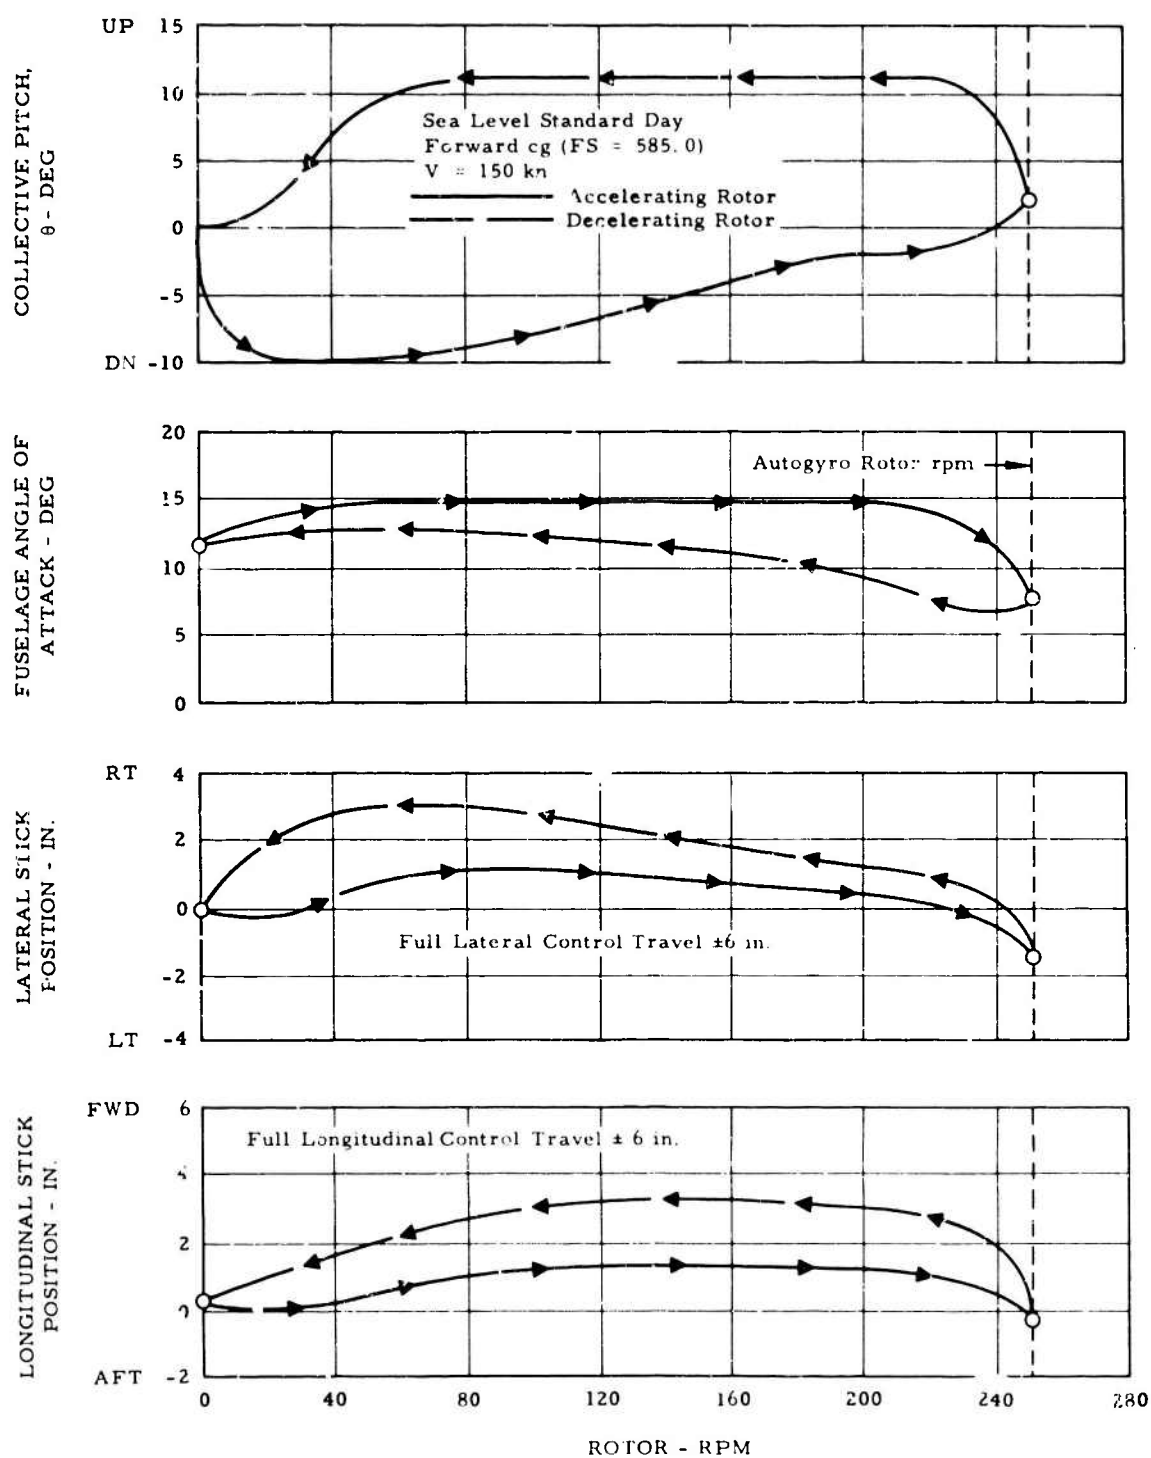 UP 15
10
5
0
-5
DN -10
COLLECTIVE PITCH,
θ - DEG
Sea Level Standard Day
Forward cg (FS = 585.0)
V = 150 kn
Accelerating Rotor
Decelerating Rotor
20
15
10
5
0
FUSELAGE ANGLE OF
ATTACK - DEG
Autogyro Rotor rpm
RT 4
2
0
-2
LT -4
LATERAL STICK
POSITION - IN.
Full Lateral Control Travel ±6 in.
FWD 6
4
2
0
AFT -2
LONGITUDINAL STICK
POSITION - IN.
Full Longitudinal Control Travel ± 6 in.
0 40 80 120 160 200 240 280
ROTOR - RPM